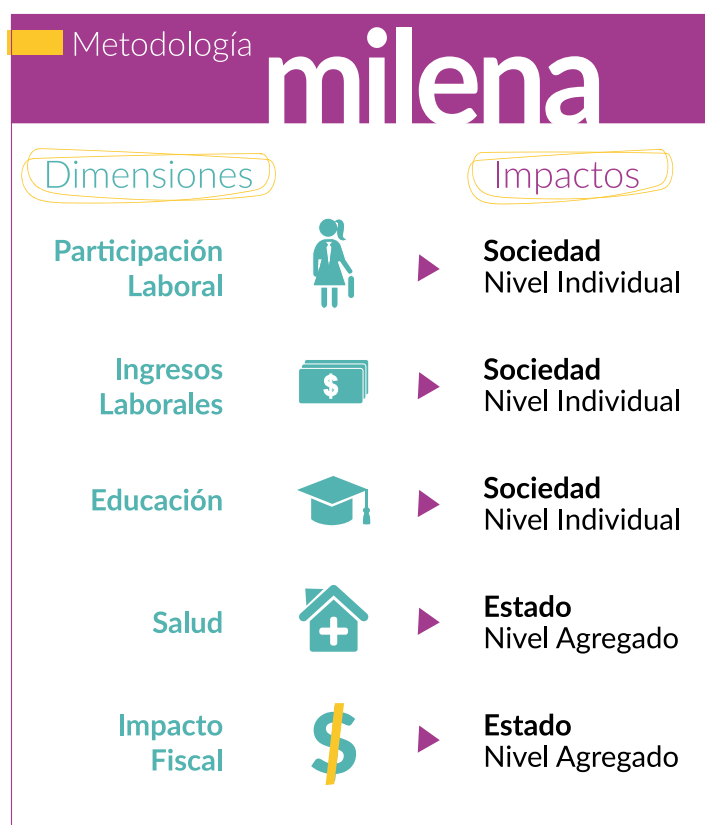 Metodología
milena
Dimensiones
Impactos
Participación
Laboral
Sociedad
Nivel Individual
Ingresos
Laborales
$
Sociedad
Nivel Individual
Educación
Sociedad
Nivel Individual
Salud
Estado
Nivel Agregado
Impacto
Fiscal
$
Estado
Nivel Agregado